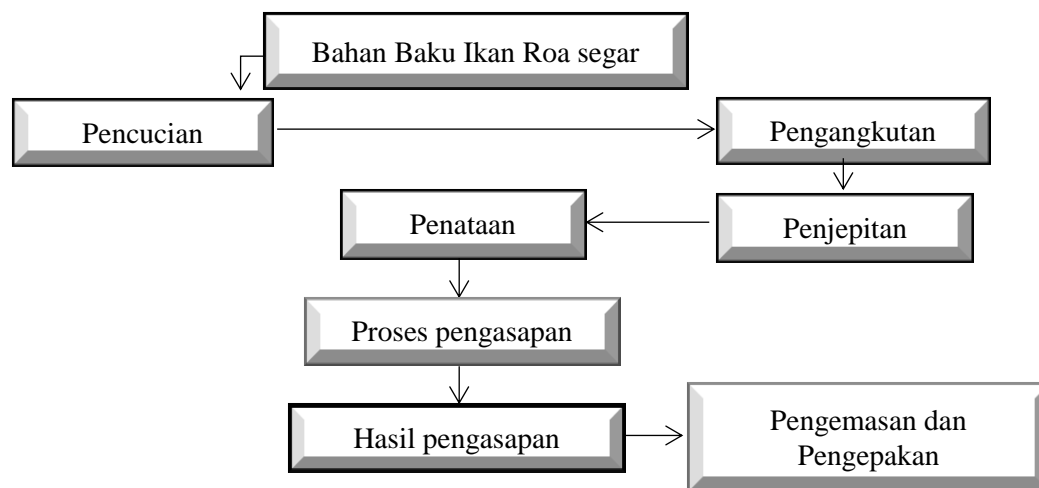 Bahan Baku Ikan Roa segar
Pencucian
Pengangkutan
Penjepitan
Penataan
Proses pengasapan
Hasil pengasapan
Pengemasan dan
Pengepakan